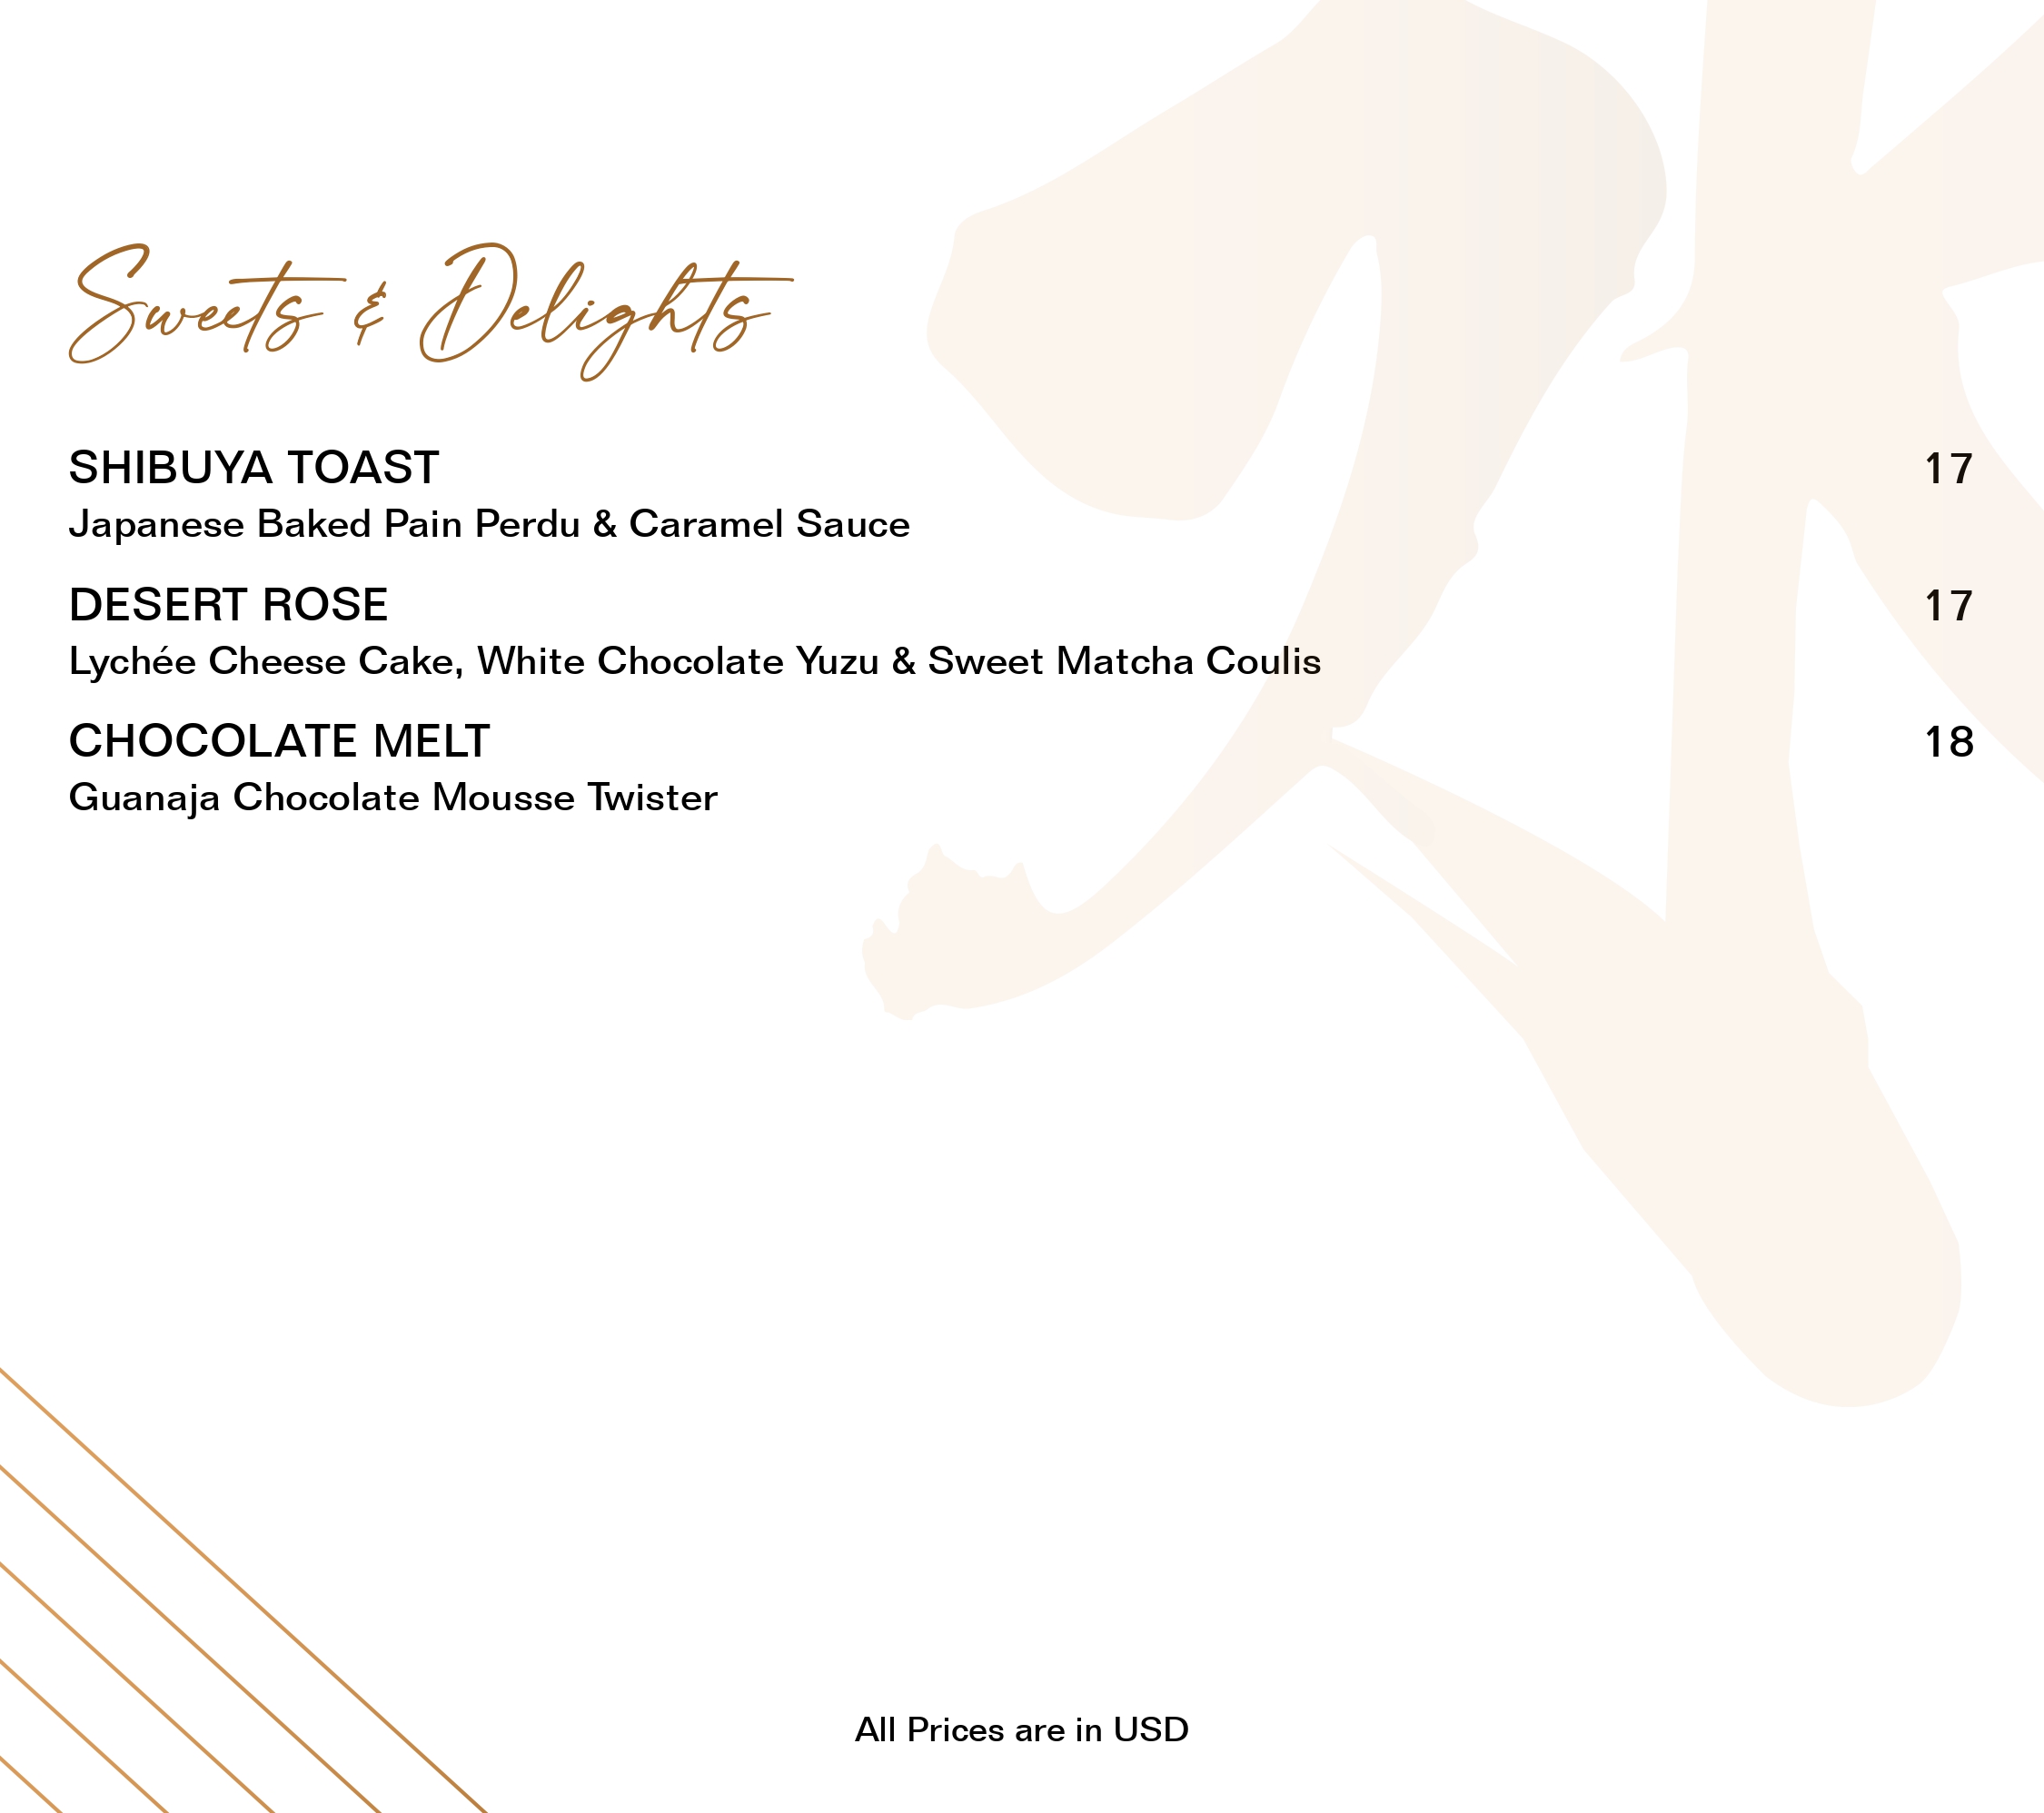 Sweets & Delights
SHIBUYA TOAST 17
Japanese Baked Pain Perdu & Caramel Sauce
DESERT ROSE 17
Lychée Cheese Cake, White Chocolate Yuzu & Sweet Matcha Coulis
CHOCOLATE MELT 18
Guanaja Chocolate Mousse Twister
All Prices are in USD